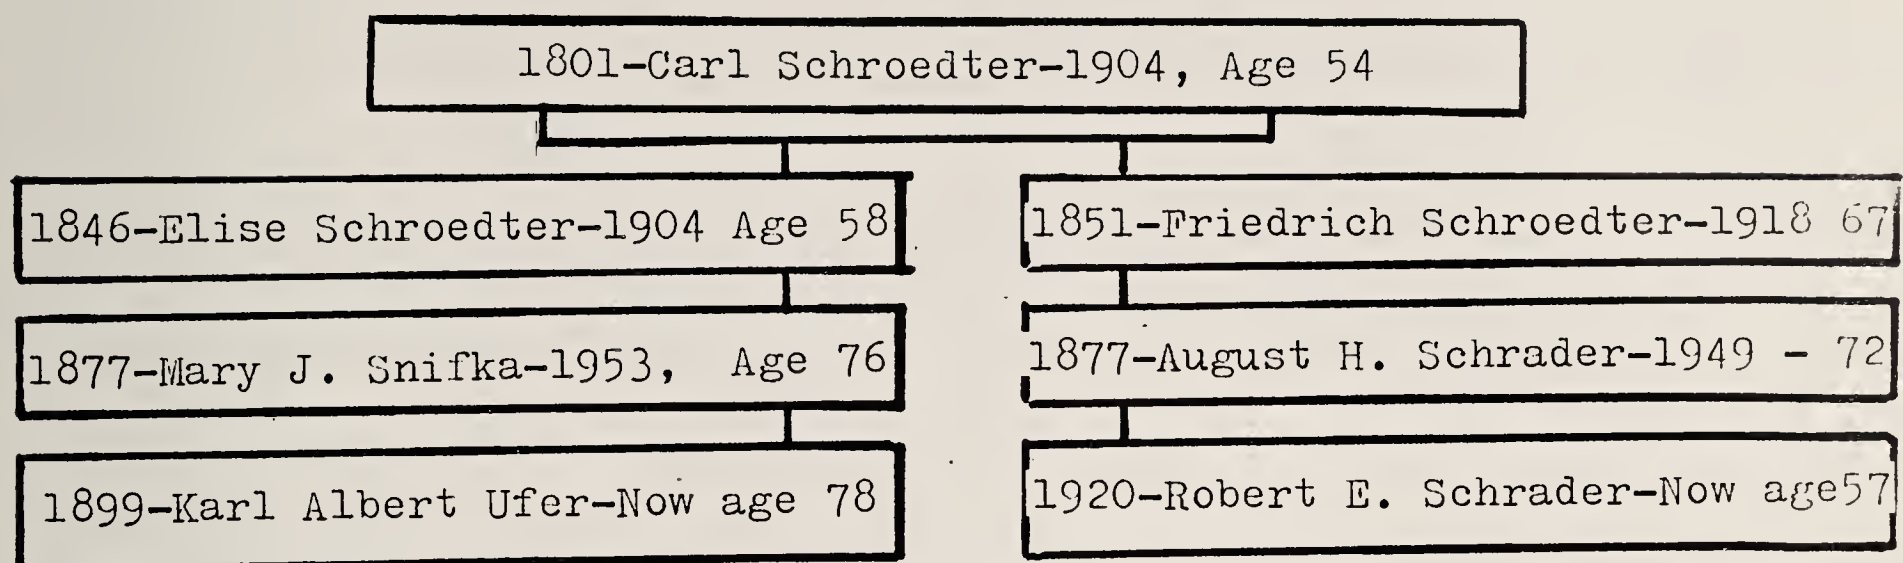 1801-Carl Schroedter-1904, Age 54
1846-Elise Schroedter-1904 Age 58
1851-Friedrich Schroedter-1918 67
1877-Mary J. Snifka-1953, Age 76
1877-August H. Schrader-1949 - 72
1899-Karl Albert Ufer-Now age 78
1920-Robert E. Schrader-Now age57